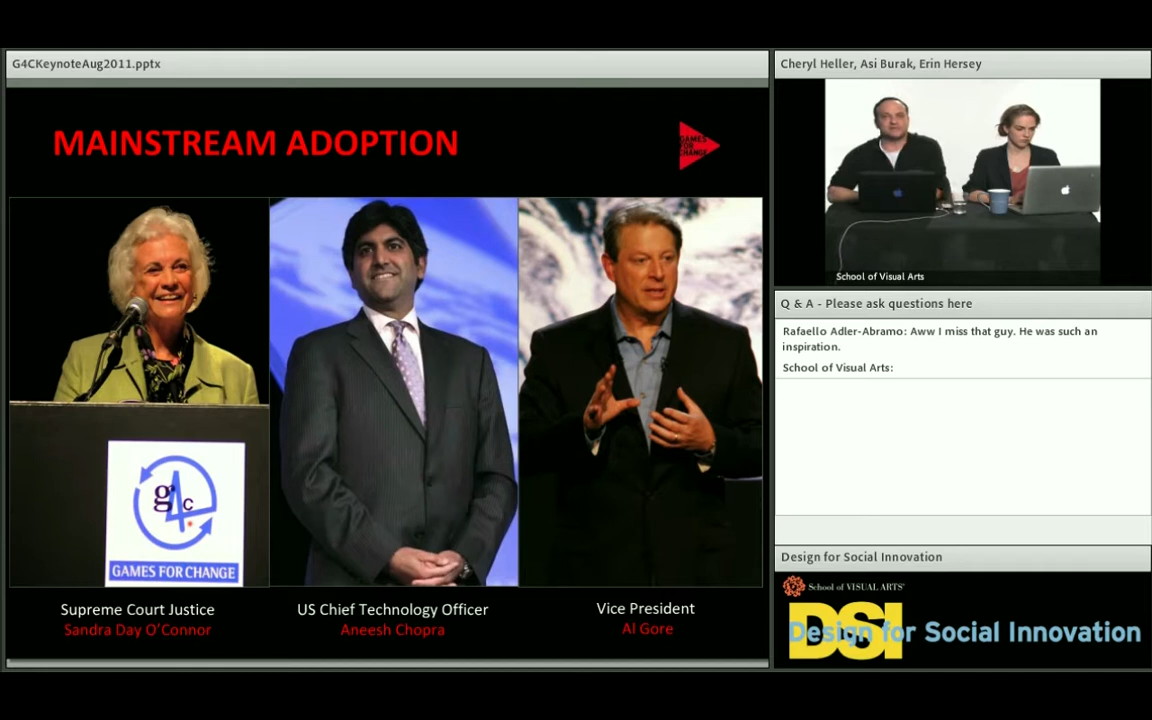 G4CKeynoteAug2011.pptx
MAINSTREAM ADOPTION
GAMES
FOR
CHANGE
g4c
GAMES FOR CHANGE
Supreme Court Justice
Sandra Day O’Connor
US Chief Technology Officer
Aneesh Chopra
Vice President
Al Gore
Cheryl Heller, Asi Burak, Erin Hersey
School of Visual Arts
Q & A - Please ask questions here
Rafaello Adler-Abramo: Aww I miss that guy. He was such an
inspiration.
School of Visual Arts:
Design for Social Innovation
School of VISUAL ARTS®
DSI
Design for Social Innovation